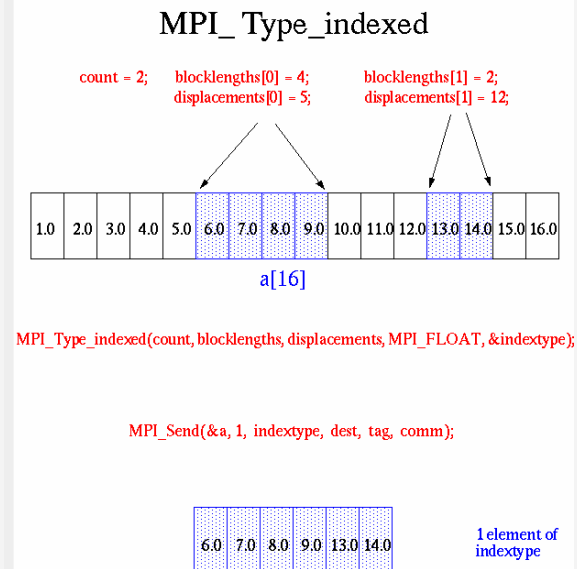 MPI_ Type_indexed
count = 2; blocklengths[0] = 4; blocklengths[1] = 2;
displacements[0] = 5; displacements[1] = 12;
1.0 2.0 3.0 4.0 5.0 6.0 7.0 8.0 9.0 10.0 11.0 12.0 13.0 14.0 15.0 16.0
a[16]
MPI_Type_indexed(count, blocklengths, displacements, MPI_FLOAT, &indextype);
MPI_Send(&a, 1, indextype, dest, tag, comm);
6.0 7.0 8.0 9.0 13.0 14.0
1 element of
indextype